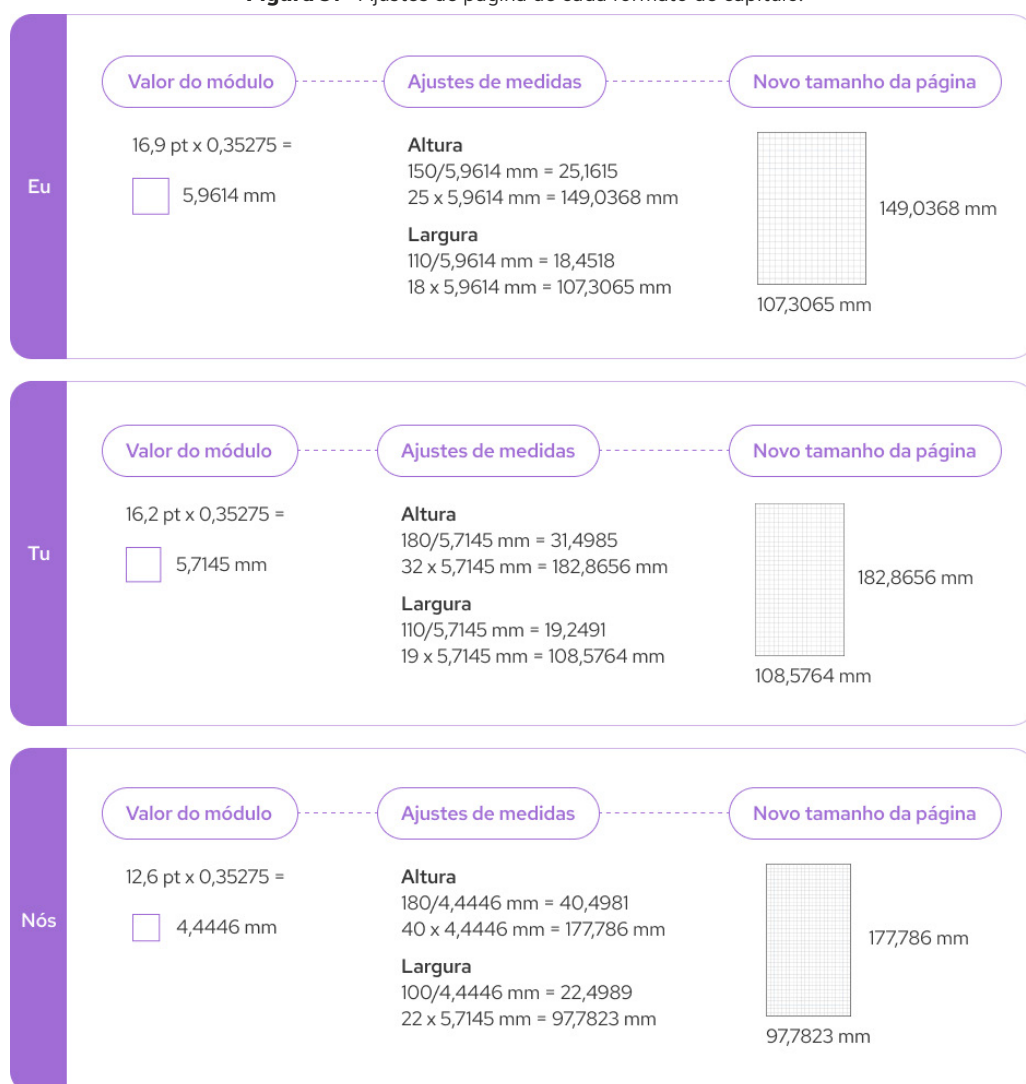 Eu
Valor do módulo
Ajustes de medidas
Novo tamanho da página
16,9 pt x 0,35275 =
5,9614 mm
Altura
150/5,9614 mm = 25,1615
25 x 5,9614 mm = 149,0368 mm
Largura
110/5,9614 mm = 18,4518
18 x 5,9614 mm = 107,3065 mm
149,0368 mm
107,3065 mm
Tu
Valor do módulo
Ajustes de medidas
Novo tamanho da página
16,2 pt x 0,35275 =
5,7145 mm
Altura
180/5,7145 mm = 31,4985
32 x 5,7145 mm = 182,8656 mm
Largura
110/5,7145 mm = 19,2491
19 x 5,7145 mm = 108,5764 mm
182,8656 mm
108,5764 mm
Nós
Valor do módulo
Ajustes de medidas
Novo tamanho da página
12,6 pt x 0,35275 =
4,4446 mm
Altura
180/4,4446 mm = 40,4981
40 x 4,4446 mm = 177,786 mm
Largura
100/4,4446 mm = 22,4989
22 x 5,7145 mm = 97,7823 mm
177,786 mm
97,7823 mm